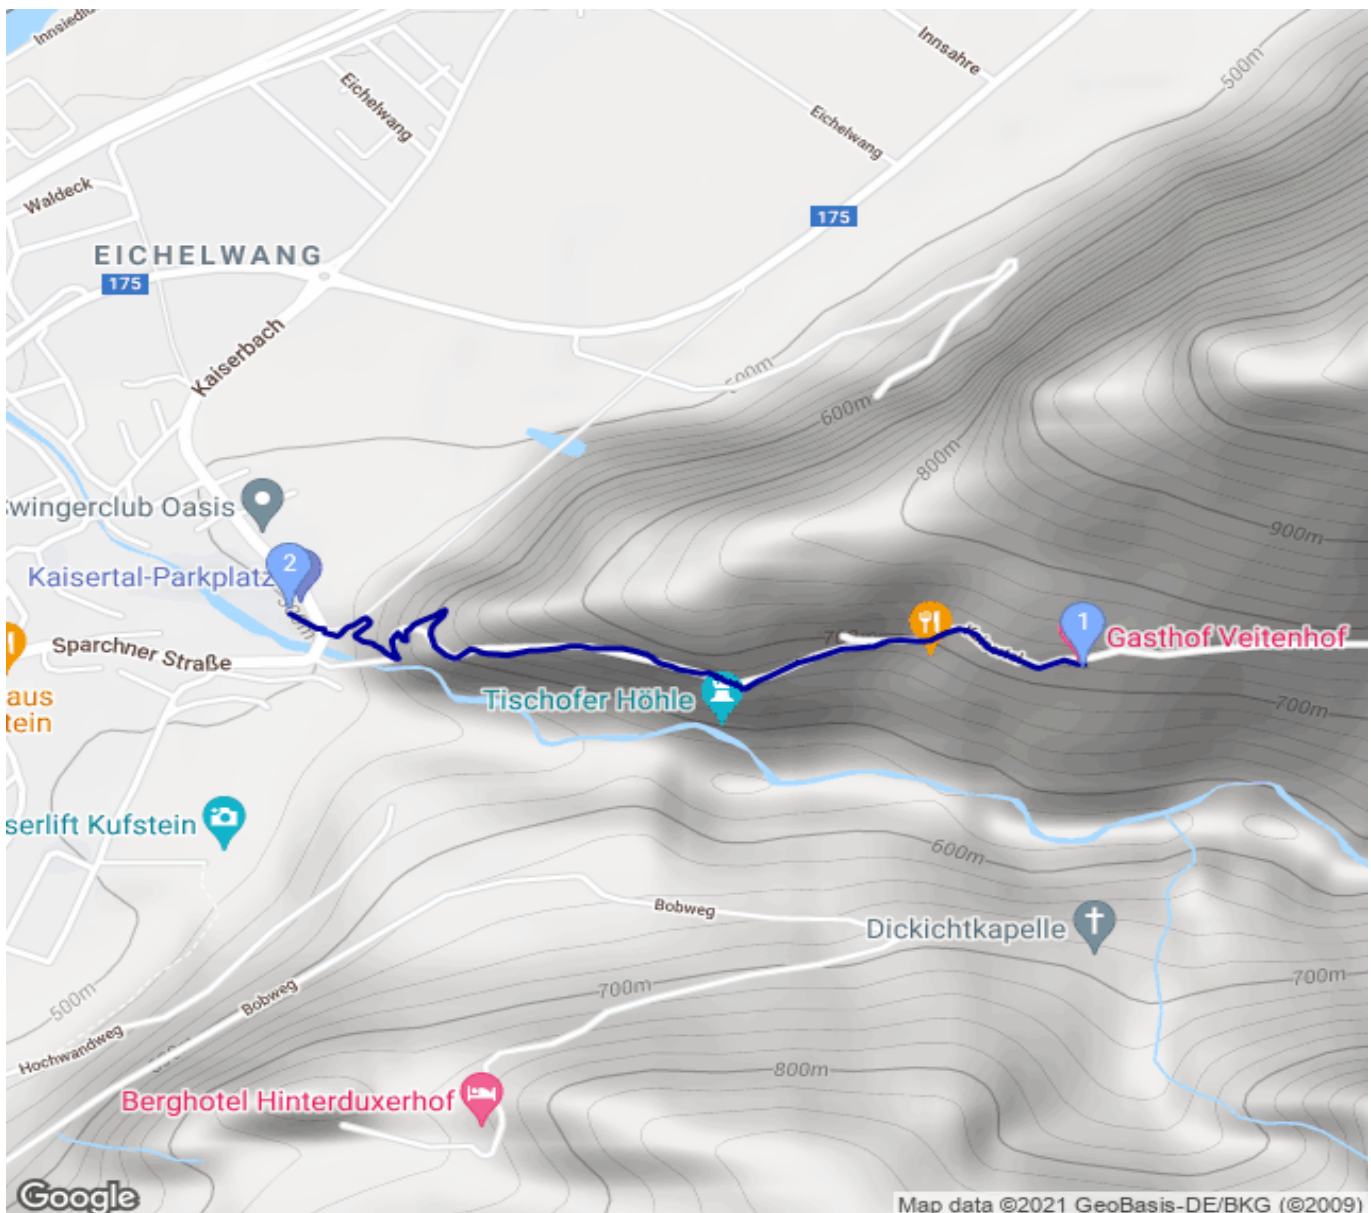 Innsahre
500m
Eichelwang
Eichelwang
Waldeck
175
EICHELWANG
175
Kaiserbach
600m
800m
Swingerclub Oasis
900m
2
Kaisertal-Parkplatz
1
Gasthof Veitenhof
Sparchner Straße
Tischofer Höhle
700m
aus
tein
serlift Kufstein
600m
Bobweg
Dickichtkapelle
700m
700m
500m
Bobweg
Hochwandweg
800m
Berghotel Hinterduxerhof
Google
Map data ©2021 GeoBasis-DE/BKG (©2009)